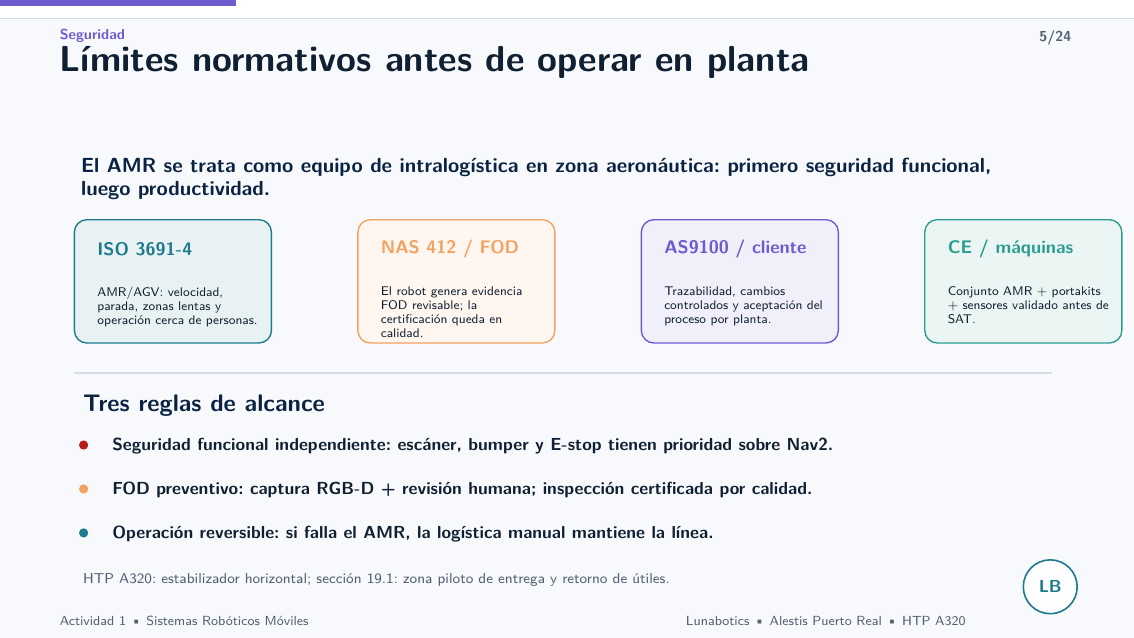 Seguridad
5/24
Límites normativos antes de operar en planta
El AMR se trata como equipo de intralogística en zona aeronáutica: primero seguridad funcional,
luego productividad.
ISO 3691-4
AMR/AGV: velocidad,
parada, zonas lentas y
operación cerca de personas.
NAS 412 / FOD
El robot genera evidencia
FOD revisable; la
certificación queda en
calidad.
AS9100 / cliente
Trazabilidad, cambios
controlados y aceptación del
proceso por planta.
CE / máquinas
Conjunto AMR + portakits
+ sensores validado antes de
SAT.
Tres reglas de alcance
Seguridad funcional independiente: escáner, bumper y E-stop tienen prioridad sobre Nav2.
FOD preventivo: captura RGB-D + revisión humana; inspección certificada por calidad.
Operación reversible: si falla el AMR, la logística manual mantiene la línea.
HTP A320: estabilizador horizontal; sección 19.1: zona piloto de entrega y retorno de útiles.
LB
Actividad 1 ▪ Sistemas Robóticos Móviles
Lunabotics ▪ Alestis Puerto Real ▪ HTP A320